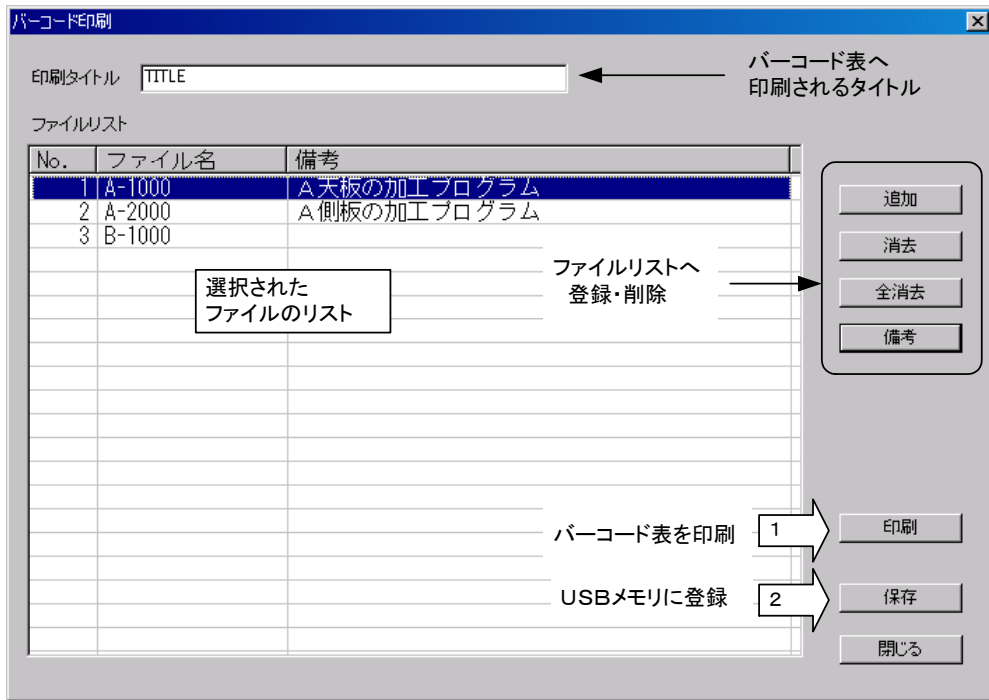 バーコード印刷
印刷タイトル TITLE
バーコード表へ
印刷されるタイトル
ファイルリスト
No. ファイル名 備考
1 A-1000 A天板の加工プログラム
2 A-2000 A側板の加工プログラム
3 B-1000
追加
消去
全消去
備考
ファイルリストへ
登録・削除
選択された
ファイルのリスト
バーコード表を印刷 1 印刷
USBメモリに登録 2 保存
閉じる